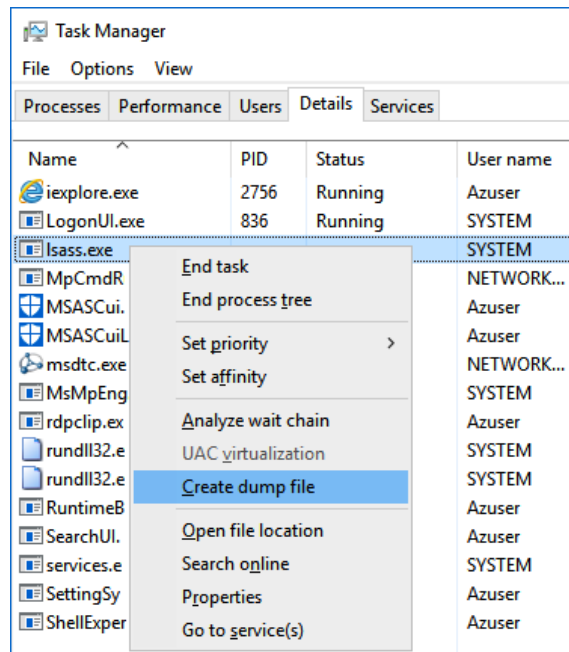 Task Manager
File Options View
Processes Performance Users Details Services
Name PID Status User name
iexplore.exe 2756 Running Azuser
LogonUI.exe 836 Running SYSTEM
lsass.exe SYSTEM
MpCmdR NETWORK...
MSASCui. Azuser
MSASCuiL Azuser
msdtc.exe NETWORK...
MsMpEng SYSTEM
rdpclip.ex Azuser
rundll32.e SYSTEM
rundll32.e SYSTEM
RuntimeB Azuser
SearchUI. Azuser
services.e SYSTEM
SettingSy Azuser
ShellExper Azuser
End task
End process tree
Set priority
Set affinity
Analyze wait chain
UAC virtualization
Create dump file
Open file location
Search online
Properties
Go to service(s)